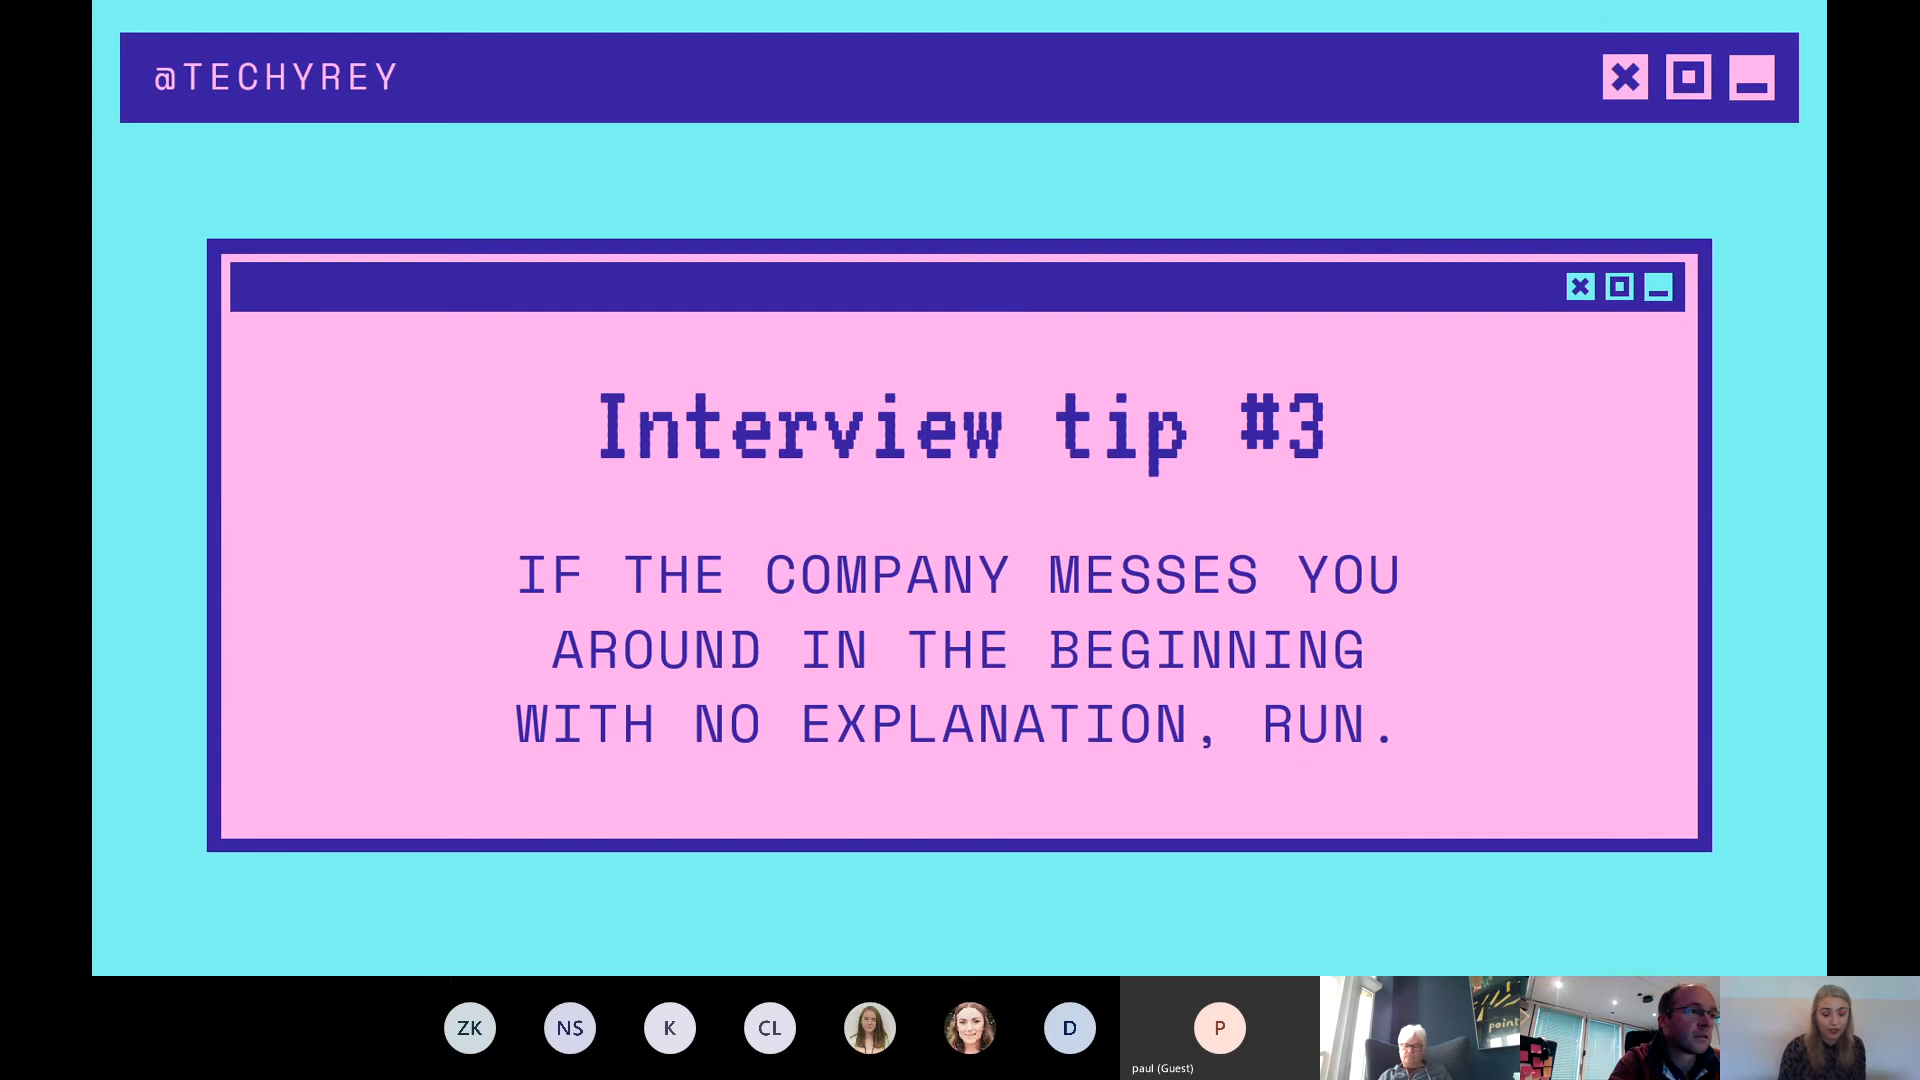 @TECHYREY
Interview tip #3
IF THE COMPANY MESSES YOU
AROUND IN THE BEGINNING
WITH NO EXPLANATION, RUN.
ZK NS K CL D P
paul (Guest)
paint